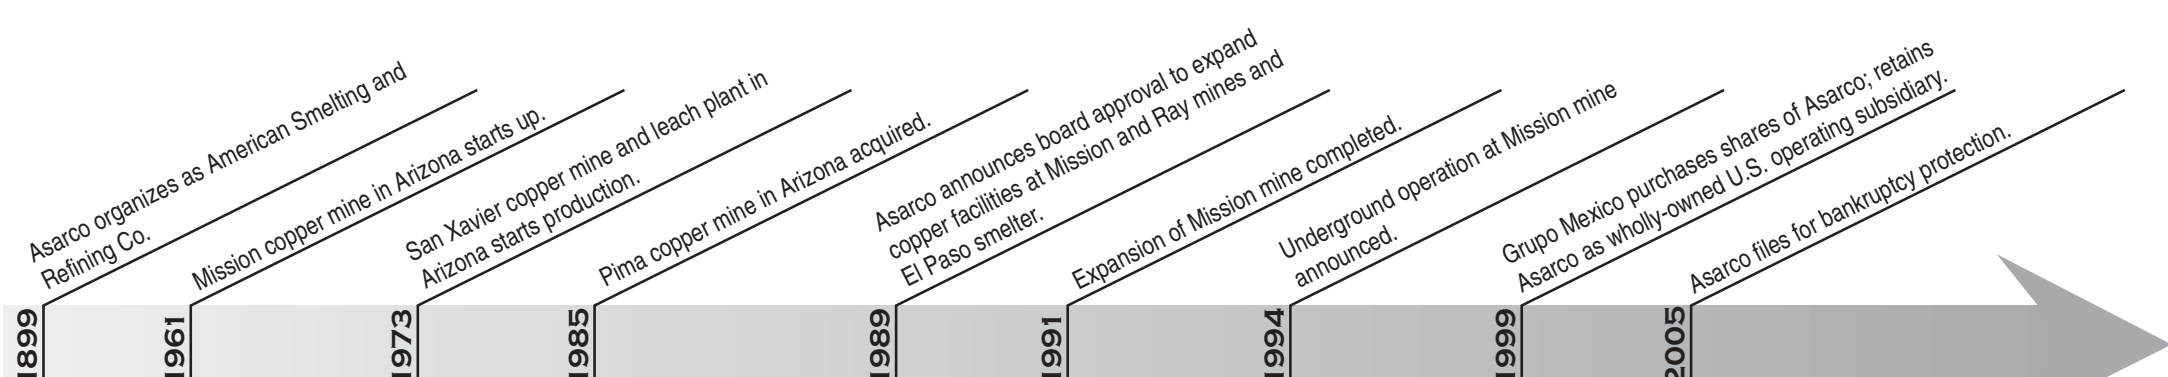 Asarco organizes as American Smelting and
Refining Co.
1899
Mission copper mine in Arizona starts up.
1961
San Xavier copper mine and leach plant in
Arizona starts production.
1973
Pima copper mine in Arizona acquired.
1985
Asarco announces board approval to expand
copper facilities at Mission and Ray mines and
El Paso smelter.
1989
Expansion of Mission mine completed.
1991
Underground operation at Mission mine
announced.
1994
Grupo Mexico purchases shares of Asarco; retains
Asarco as wholly-owned U.S. operating subsidiary.
1999
Asarco files for bankruptcy protection.
2005